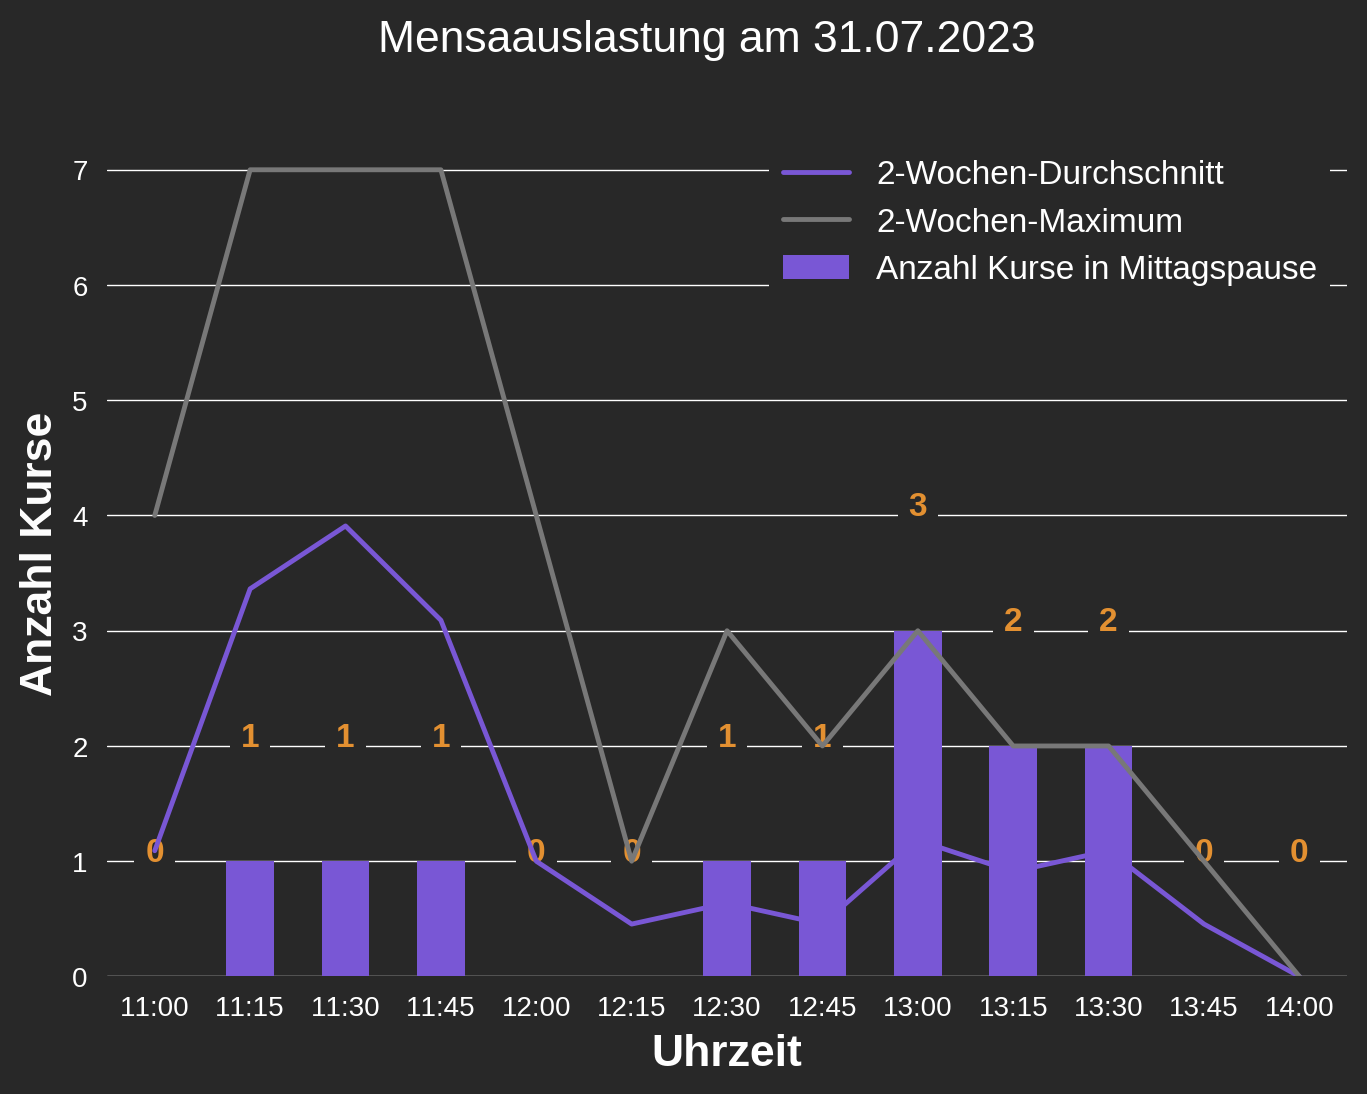 Mensaauslastung am 31.07.2023
2-Wochen-Durchschnitt
2-Wochen-Maximum
Anzahl Kurse in Mittagspause
Anzahl Kurse
7
6
5
4
3
2
1
0
3
2 2
1 1 1 1 1
0 0 0 0 0
11:00 11:15 11:30 11:45 12:00 12:15 12:30 12:45 13:00 13:15 13:30 13:45 14:00
Uhrzeit